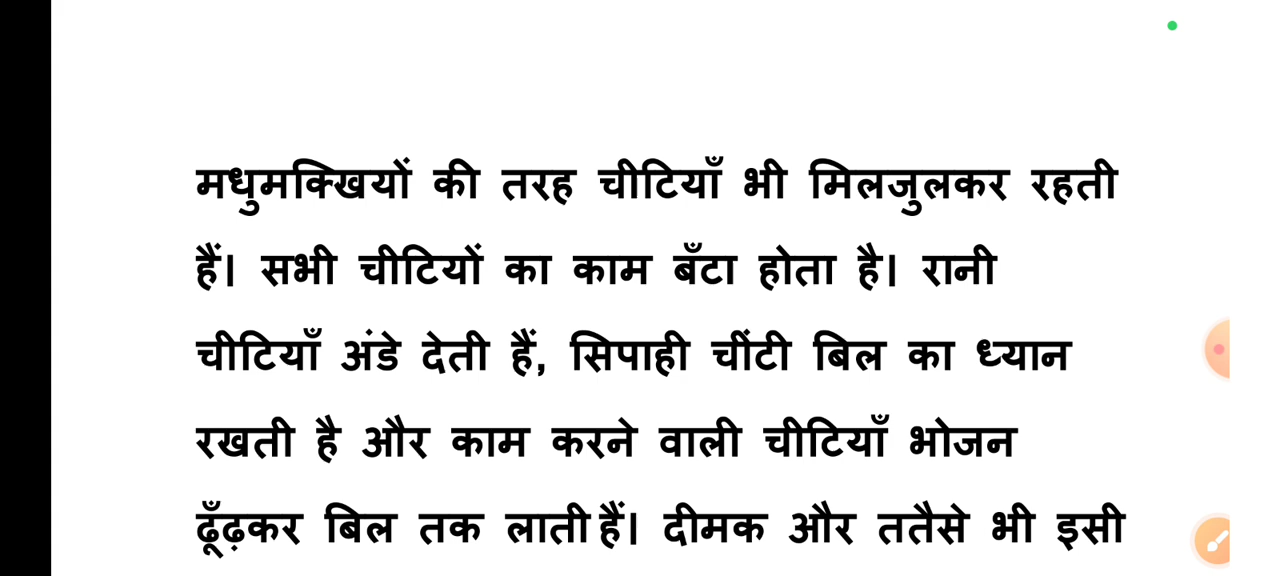 मधुमक्खियों की तरह चीटियाँ भी मिलजुलकर रहती
हैं। सभी चीटियों का काम बँटा होता है। रानी
चीटियाँ अंडे देती हैं, सिपाही चींटी बिल का ध्यान
रखती है और काम करने वाली चीटियाँ भोजन
ढूँढ़कर बिल तक लाती हैं। दीमक और ततैसे भी इसी